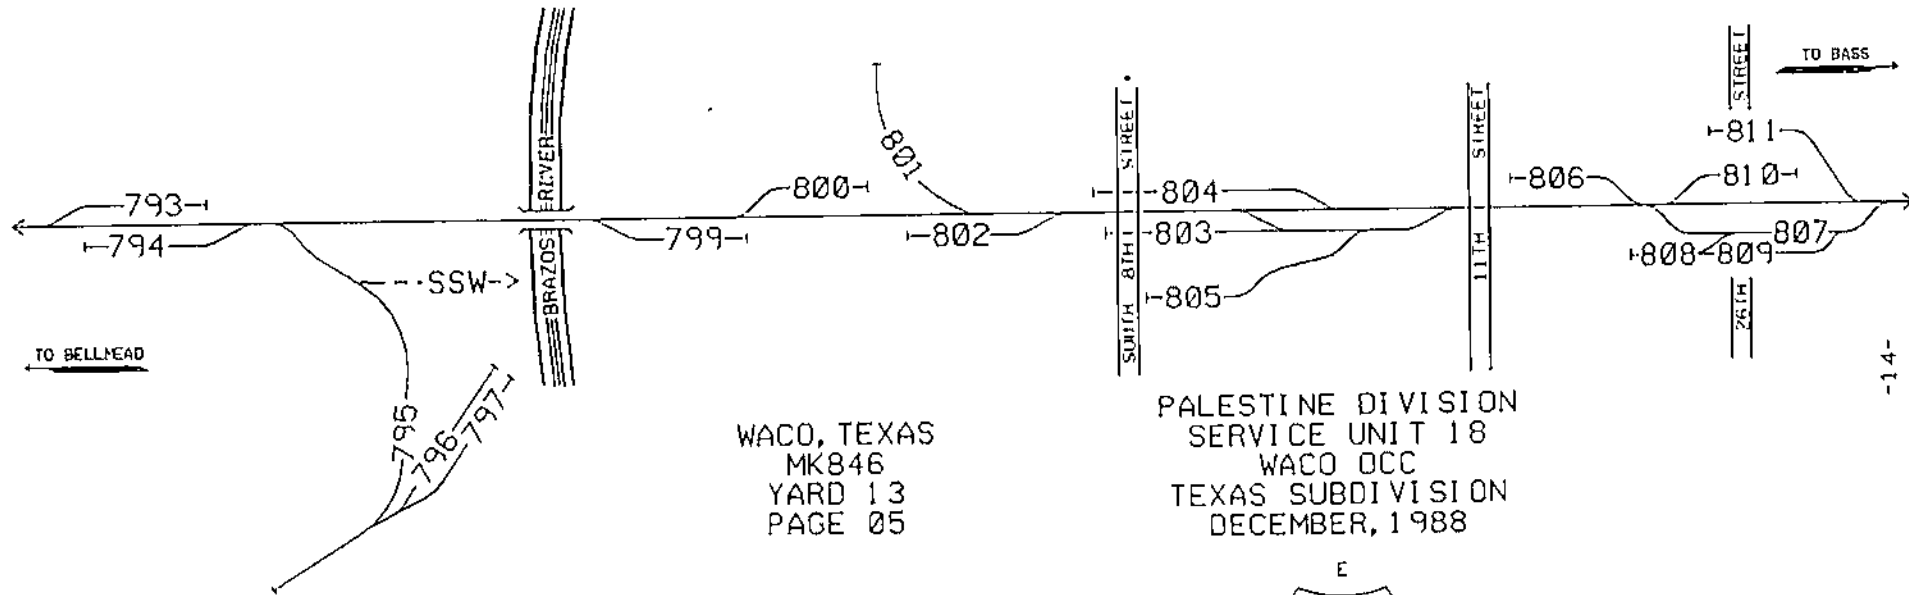 TO BASS
STREET
811
STREET
STREET
801
RIVER
800
804
806
810
793
794
799
802
803
807
808
809
SSW
BRAZOS
SOUTH 8TH
11TH
805
26TH
TO BELLMEAD
-14-
795
796
797
WACO, TEXAS
MK846
YARD 13
PAGE 05
PALESTINE DIVISION
SERVICE UNIT 18
WACO OCC
TEXAS SUBDIVISION
DECEMBER, 1988
E